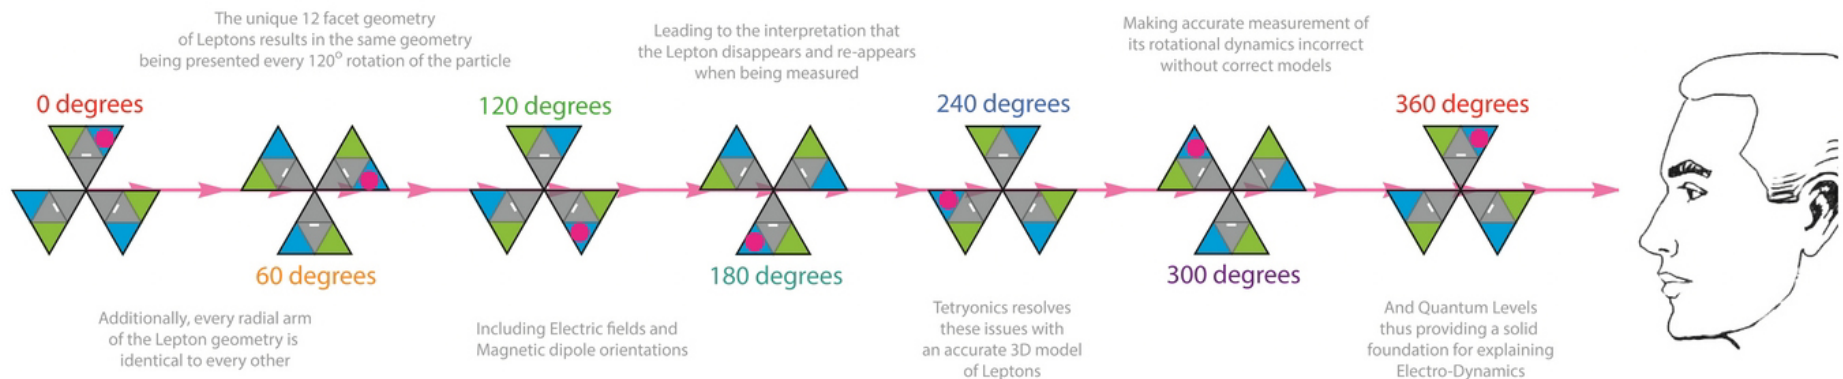 The unique 12 facet geometry
of Leptons results in the same geometry
being presented every 120° rotation of the particle
Leading to the interpretation that
the Lepton disappears and re-appears
when being measured
Making accurate measurement of
its rotational dynamics incorrect
without correct models
0 degrees
120 degrees
240 degrees
360 degrees
60 degrees
180 degrees
300 degrees
Additionally, every radial arm
of the Lepton geometry is
identical to every other
Including Electric fields and
Magnetic dipole orientations
Tetryonics resolves
these issues with
an accurate 3D model
of Leptons
And Quantum Levels
thus providing a solid
foundation for explaining
Electro-Dynamics